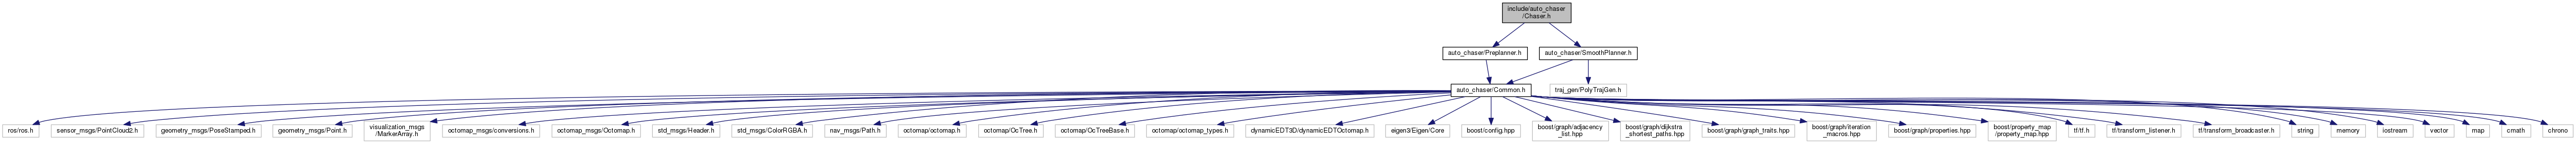 include/auto_chaser
/Chaser.h
auto_chaser/Preplanner.h
auto_chaser/SmoothPlanner.h
auto_chaser/Common.h
traj_gen/PolyTrajGen.h
ros/ros.h
sensor_msgs/PointCloud2.h
geometry_msgs/PoseStamped.h
geometry_msgs/Point.h
visualization_msgs
/MarkerArray.h
octomap_msgs/conversions.h
octomap_msgs/Octomap.h
std_msgs/Header.h
std_msgs/ColorRGBA.h
nav_msgs/Path.h
octomap/octomap.h
octomap/OcTree.h
octomap/OcTreeBase.h
octomap/octomap_types.h
dynamicEDT3D/dynamicEDTOctomap.h
eigen3/Eigen/Core
boost/config.hpp
boost/graph/adjacency
_list.hpp
boost/graph/dijkstra
_shortest_paths.hpp
boost/graph/graph_traits.hpp
boost/graph/iteration
_macros.hpp
boost/graph/properties.hpp
boost/property_map
/property_map.hpp
tf/tf.h
tf/transform_listener.h
tf/transform_broadcaster.h
string
memory
iostream
vector
map
cmath
chrono